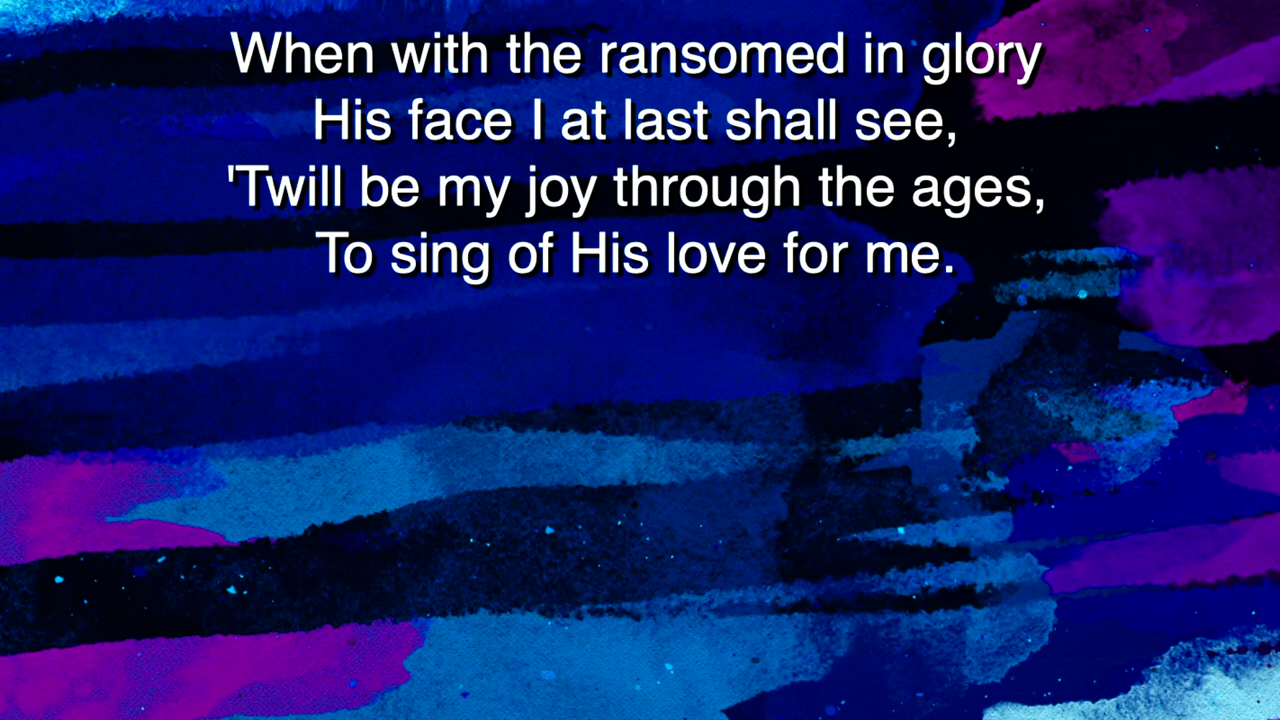 When with the ransomed in glory
His face I at last shall see,
'Twill be my joy through the ages,
To sing of His love for me.